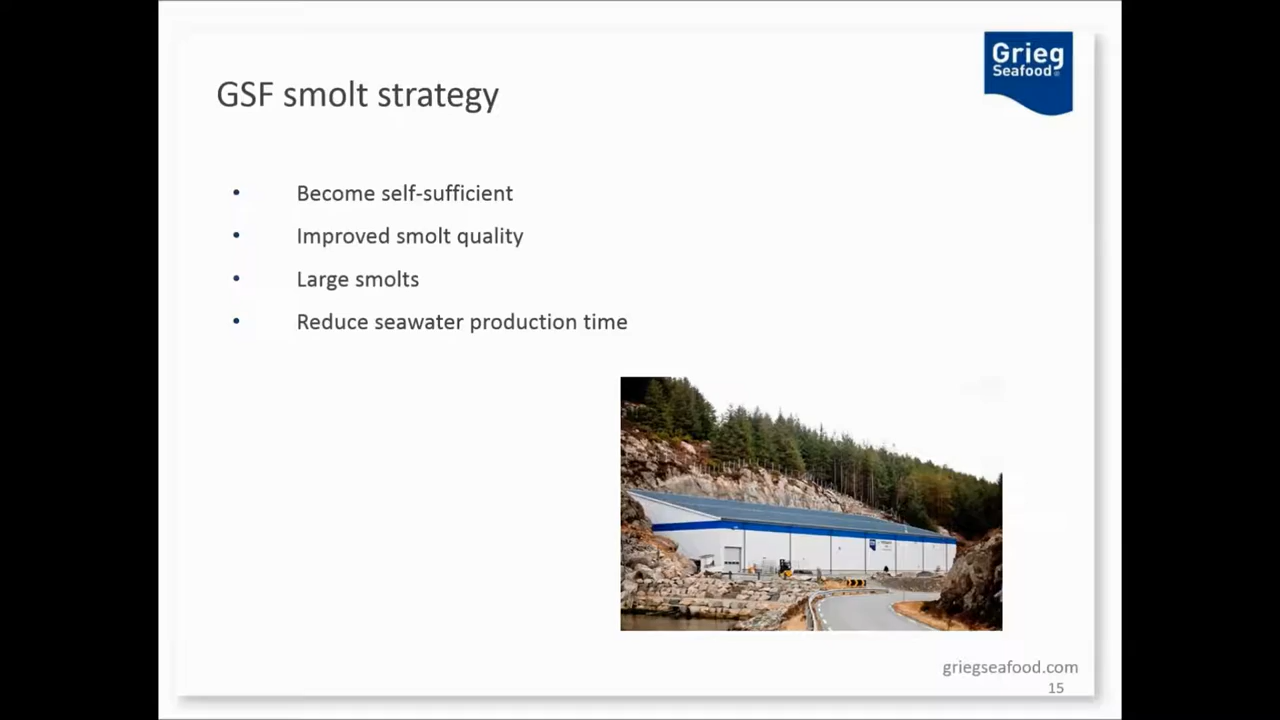 Grieg
Seafood®
GSF smolt strategy
• Become self-sufficient
• Improved smolt quality
• Large smolts
• Reduce seawater production time
griegseafood.com
15